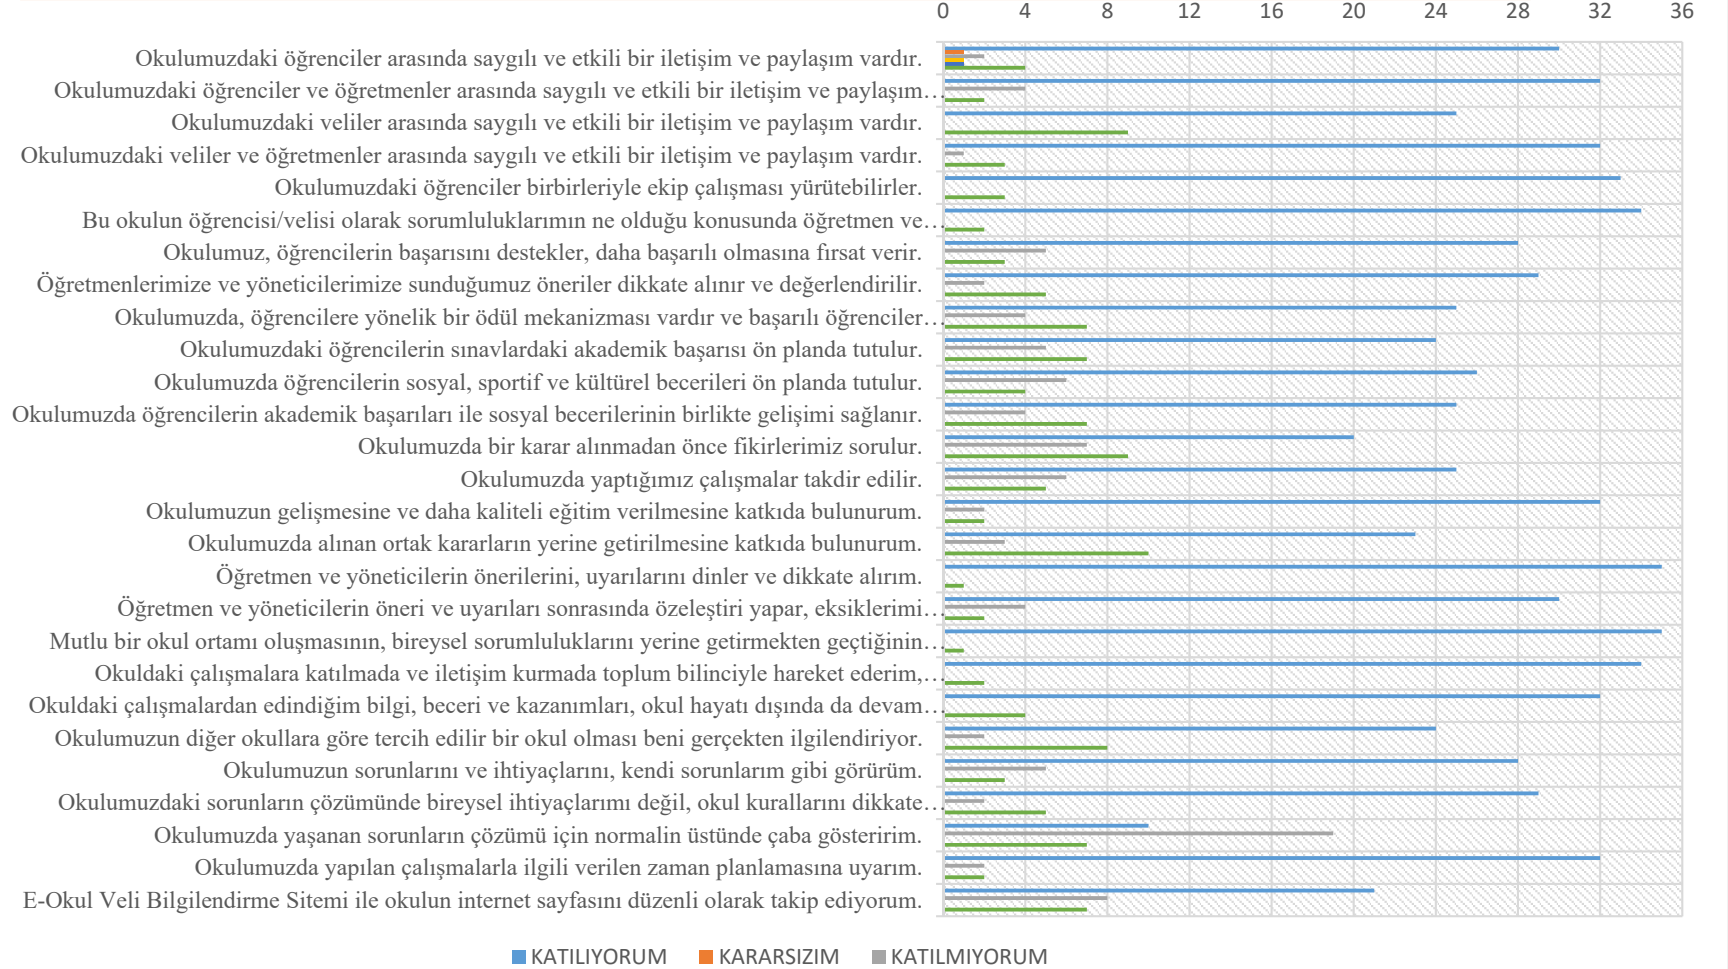 0 4 8 12 16 20 24 28 32 36
Okulumuzdaki öğrenciler arasında saygılı ve etkili bir iletişim ve paylaşım vardır.
Okulumuzdaki öğrenciler ve öğretmenler arasında saygılı ve etkili bir iletişim ve paylaşım…
Okulumuzdaki veliler arasında saygılı ve etkili bir iletişim ve paylaşım vardır.
Okulumuzdaki veliler ve öğretmenler arasında saygılı ve etkili bir iletişim ve paylaşım vardır.
Okulumuzdaki öğrenciler birbirleriyle ekip çalışması yürütebilirler.
Bu okulun öğrencisi/velisi olarak sorumluluklarımın ne olduğu konusunda öğretmen ve…
Okulumuz, öğrencilerin başarısını destekler, daha başarılı olmasına fırsat verir.
Öğretmenlerimize ve yöneticilerimize sunduğumuz öneriler dikkate alınır ve değerlendirilir.
Okulumuzda, öğrencilere yönelik bir ödül mekanizması vardır ve başarılı öğrenciler…
Okulumuzdaki öğrencilerin sınavlardaki akademik başarısı ön planda tutulur.
Okulumuzda öğrencilerin sosyal, sportif ve kültürel becerileri ön planda tutulur.
Okulumuzda öğrencilerin akademik başarıları ile sosyal becerilerinin birlikte gelişimi sağlanır.
Okulumuzda bir karar alınmadan önce fikirlerimiz sorulur.
Okulumuzda yaptığımız çalışmalar takdir edilir.
Okulumuzun gelişmesine ve daha kaliteli eğitim verilmesine katkıda bulunurum.
Okulumuzda alınan ortak kararların yerine getirilmesine katkıda bulunurum.
Öğretmen ve yöneticilerin önerilerini, uyarılarını dinler ve dikkate alırım.
Öğretmen ve yöneticilerin öneri ve uyarıları sonrasında özeleştiri yapar, eksiklerimi…
Mutlu bir okul ortamı oluşmasının, bireysel sorumluluklarını yerine getirmekten geçtiğinin…
Okuldaki çalışmalara katılmada ve iletişim kurmada toplum bilinciyle hareket ederim,…
Okuldaki çalışmalardan edindiğim bilgi, beceri ve kazanımları, okul hayatı dışında da devam…
Okulumuzun diğer okullara göre tercih edilir bir okul olması beni gerçekten ilgilendiriyor.
Okulumuzun sorunlarını ve ihtiyaçlarını, kendi sorunlarım gibi görürüm.
Okulumuzdaki sorunların çözümünde bireysel ihtiyaçlarımı değil, okul kurallarını dikkate…
Okulumuzda yaşanan sorunların çözümü için normalin üstünde çaba gösteririm.
Okulumuzda yapılan çalışmalarla ilgili verilen zaman planlamasına uyarım.
E-Okul Veli Bilgilendirme Sitemi ile okulun internet sayfasını düzenli olarak takip ediyorum.
KATILIYORUM KARARSIZIM KATILMIYORUM